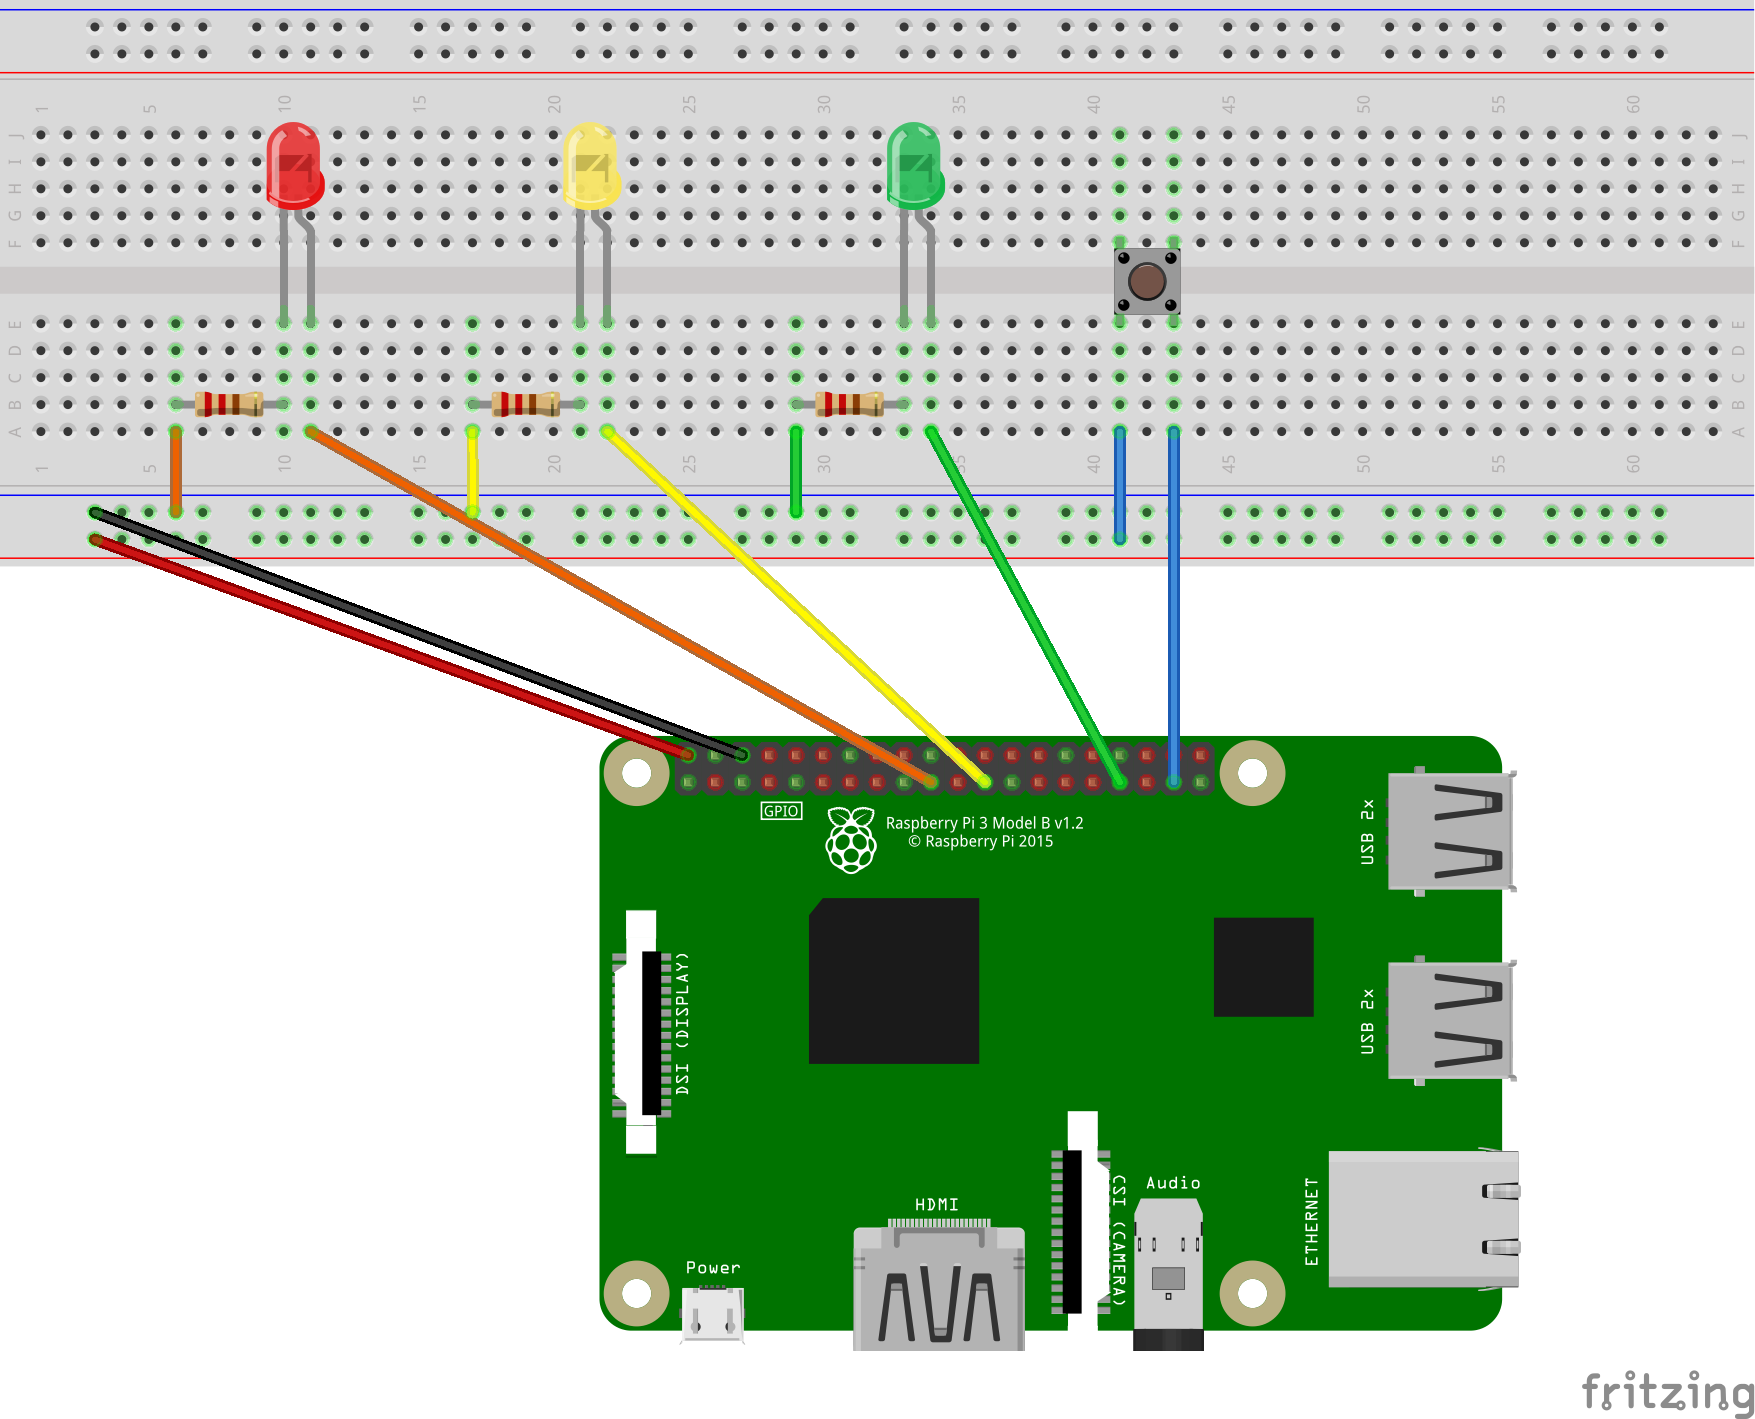 1 5 10 15 20 25 30 35 40 45 50 55 60
J J
I I
H H
G G
F F
E E
D D
C C
B B
A A
1 5 10 15 20 25 30 35 40 45 50 55 60
GPIO
Raspberry Pi 3 Model B v1.2
© Raspberry Pi 2015
USB 2x
DSI (DISPLAY)
USB 2x
Audio
CSI (CAMERA)
ETHERNET
HDMI
Power
fritzing